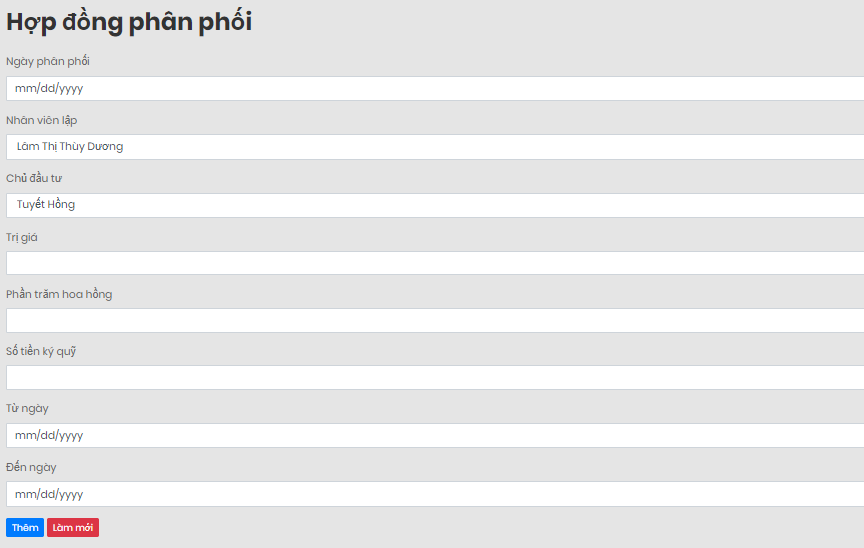 Hợp đồng phân phối
Ngày phân phối
mm/dd/yyyy
Nhân viên lập
Lâm Thị Thùy Dương
Chủ đầu tư
Tuyết Hồng
Trị giá
Phần trăm hoa hồng
Số tiền ký quỹ
Từ ngày
mm/dd/yyyy
Đến ngày
mm/dd/yyyy
Thêm Làm mới